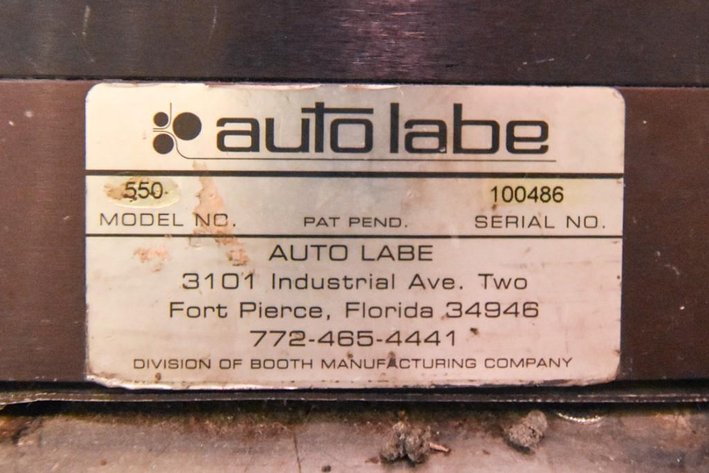 auto labe
550 100486
MODEL NO. PAT PEND. SERIAL NO.
AUTO LABE
3101 Industrial Ave. Two
Fort Pierce, Florida 34946
772-465-4441
DIVISION OF BOOTH MANUFACTURING COMPANY